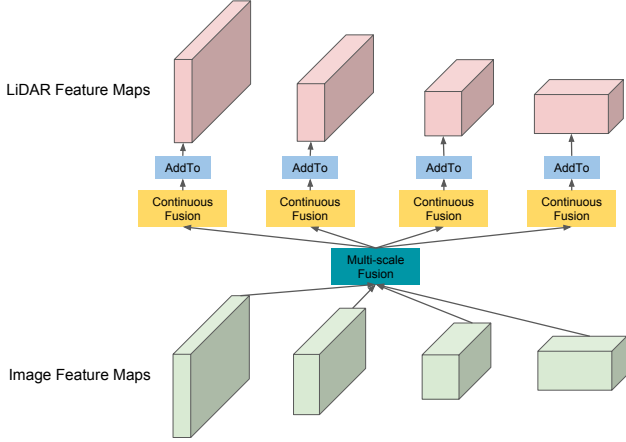 LiDAR Feature Maps
AddTo
AddTo
AddTo
AddTo
Continuous
Fusion
Continuous
Fusion
Continuous
Fusion
Continuous
Fusion
Multi-scale
Fusion
Image Feature Maps